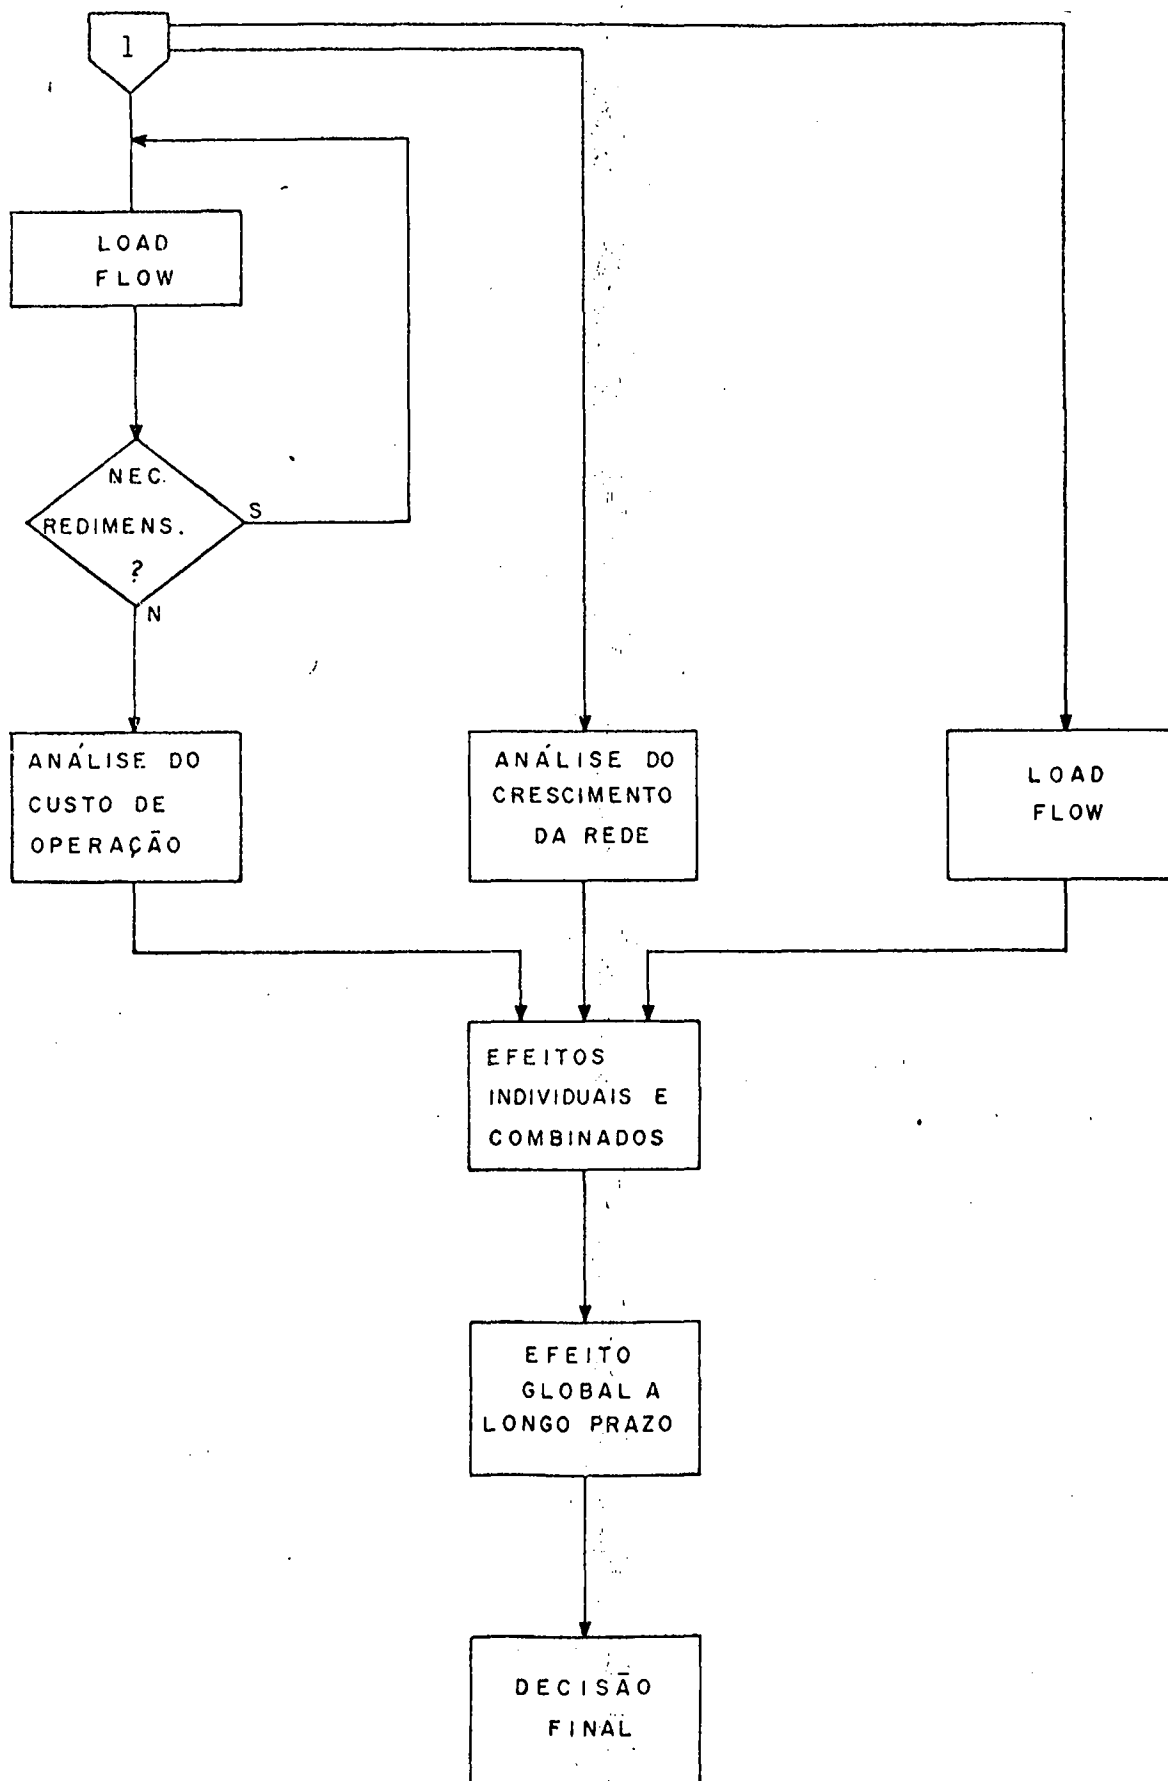 1
LOAD
FLOW
NEC.
REDIMENS.
?
S
N
ANÁLISE DO
CUSTO DE
OPERAÇÃO
ANÁLISE DO
CRESCIMENTO
DA REDE
LOAD
FLOW
EFEITOS
INDIVIDUAIS E
COMBINADOS
EFEITO
GLOBAL A
LONGO PRAZO
DECISÃO
FINAL